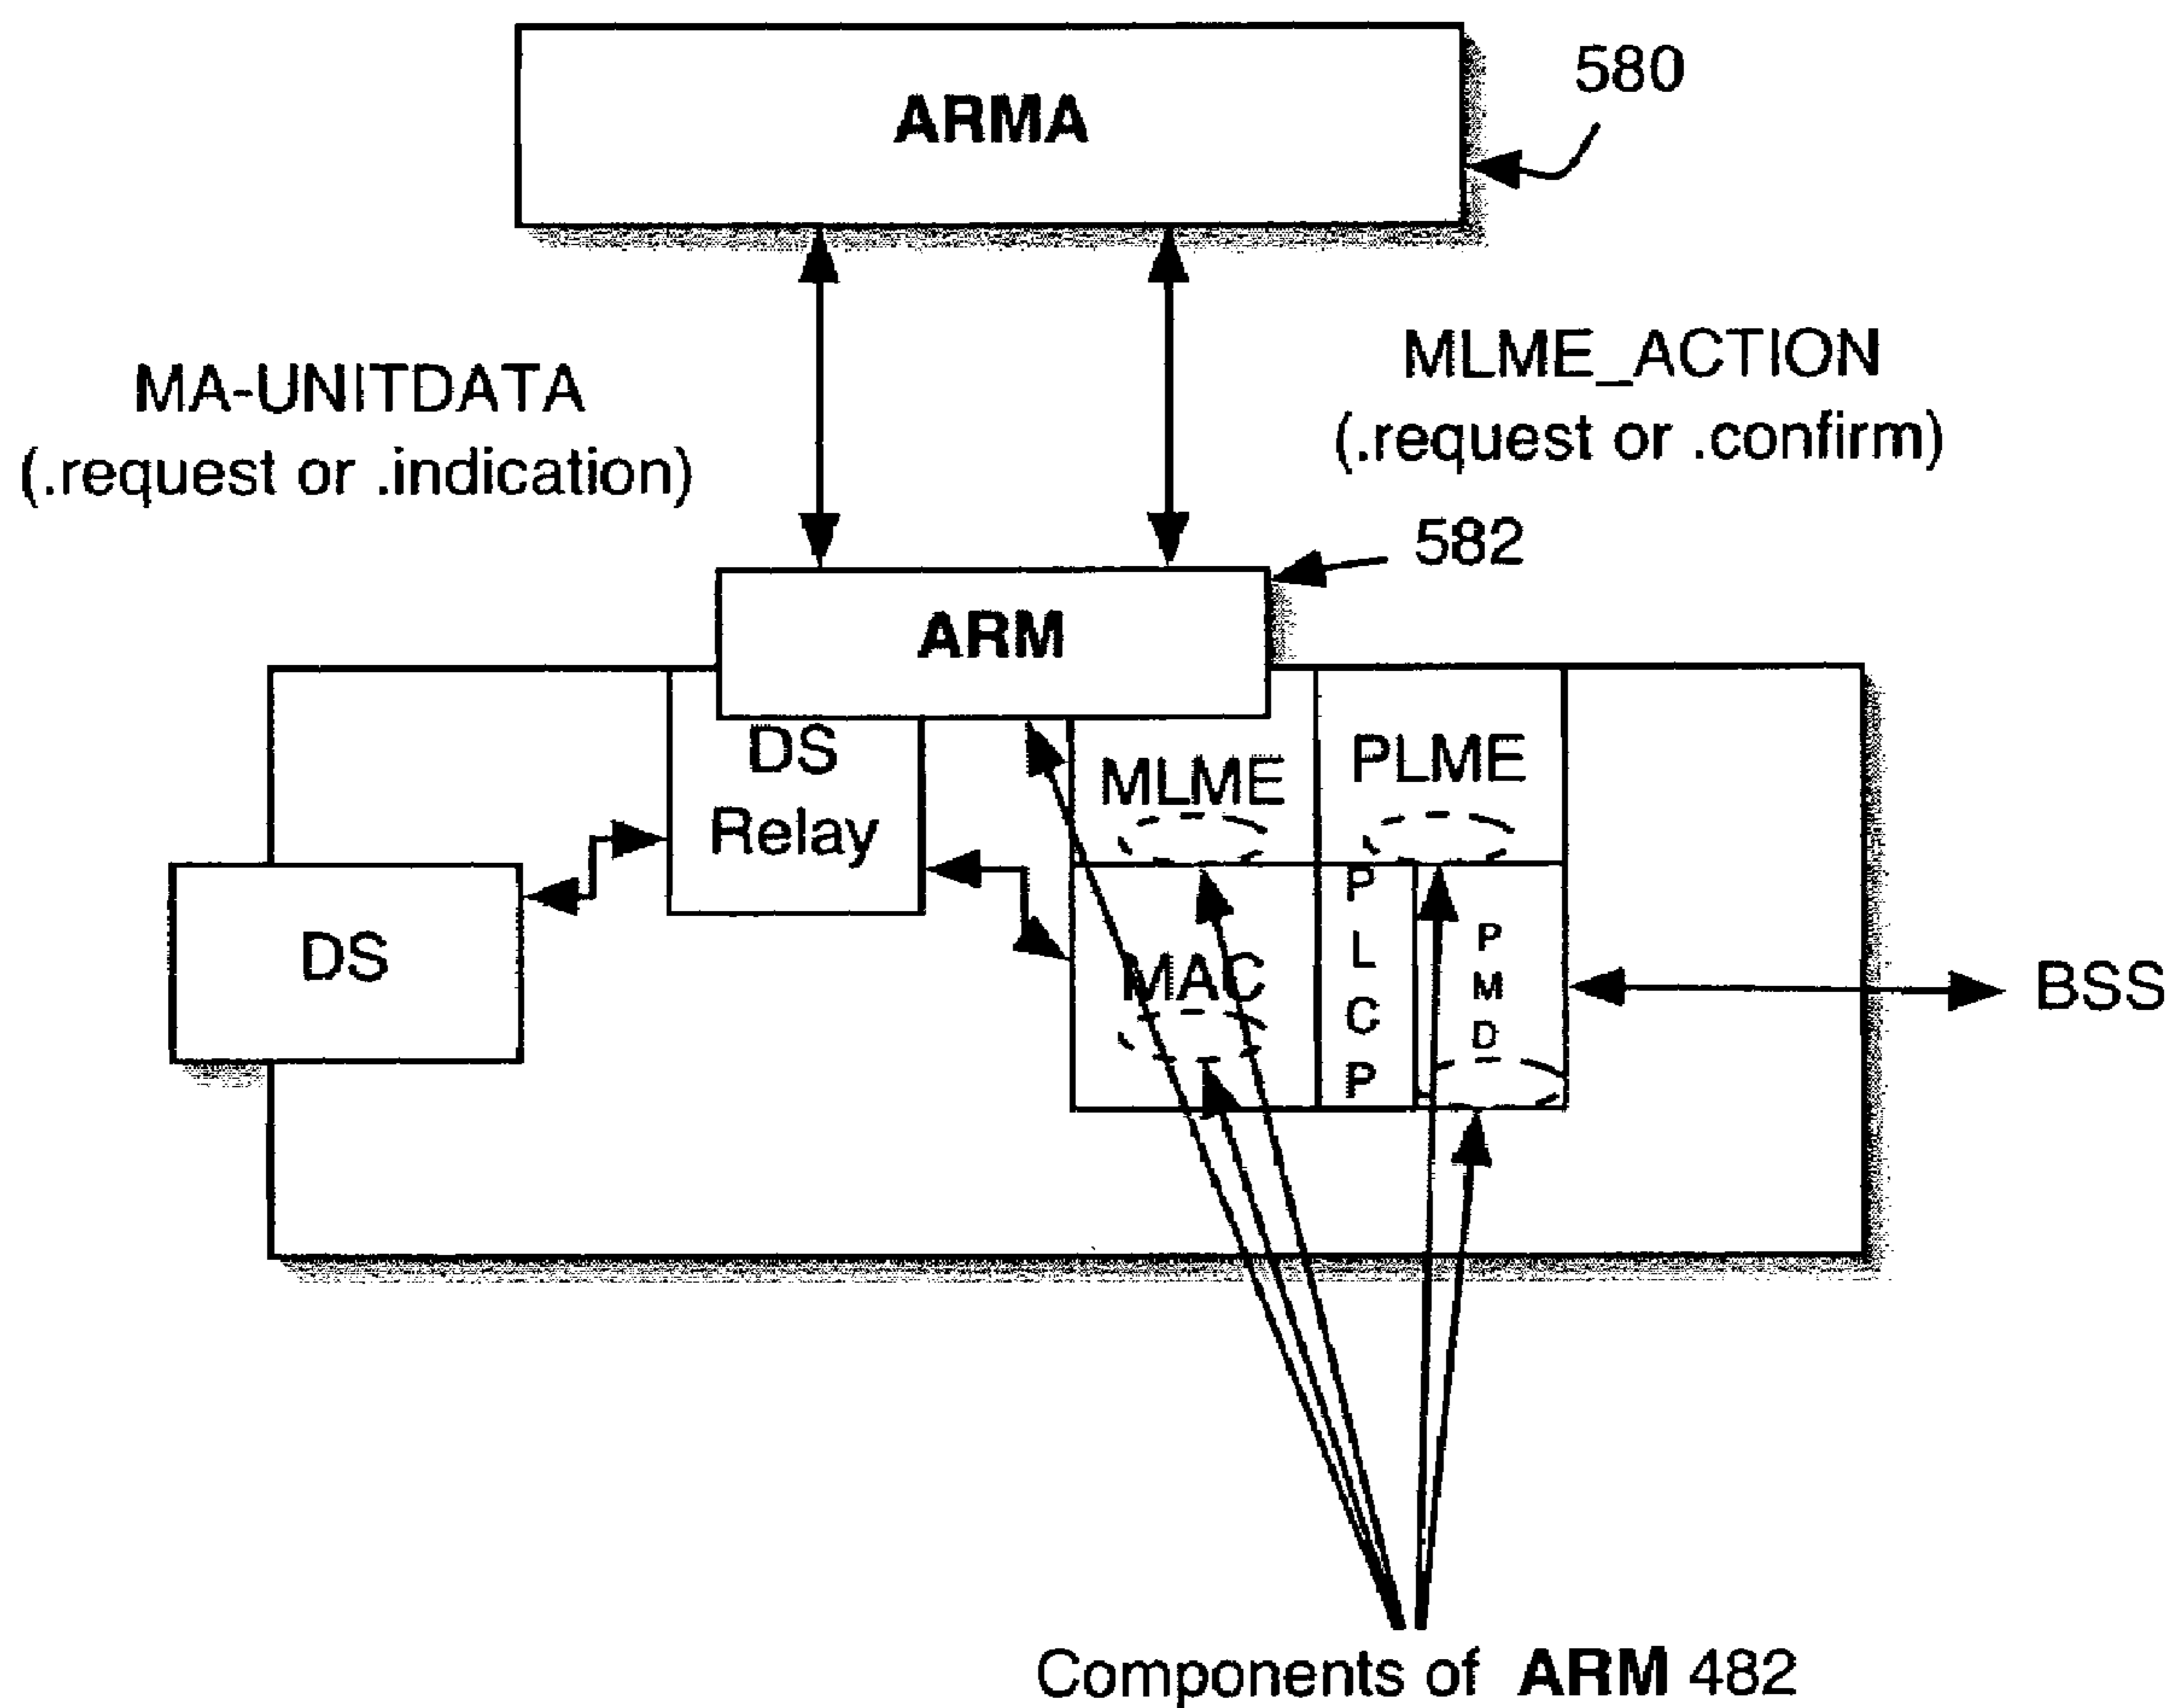 ARMA
580
MA-UNITDATA
(.request or .indication)
MLME_ACTION
(.request or .confirm)
582
ARM
DS
Relay
MLME
PLME
DS
MAC
P
L
C
P
P
M
D
BSS
Components of ARM 482